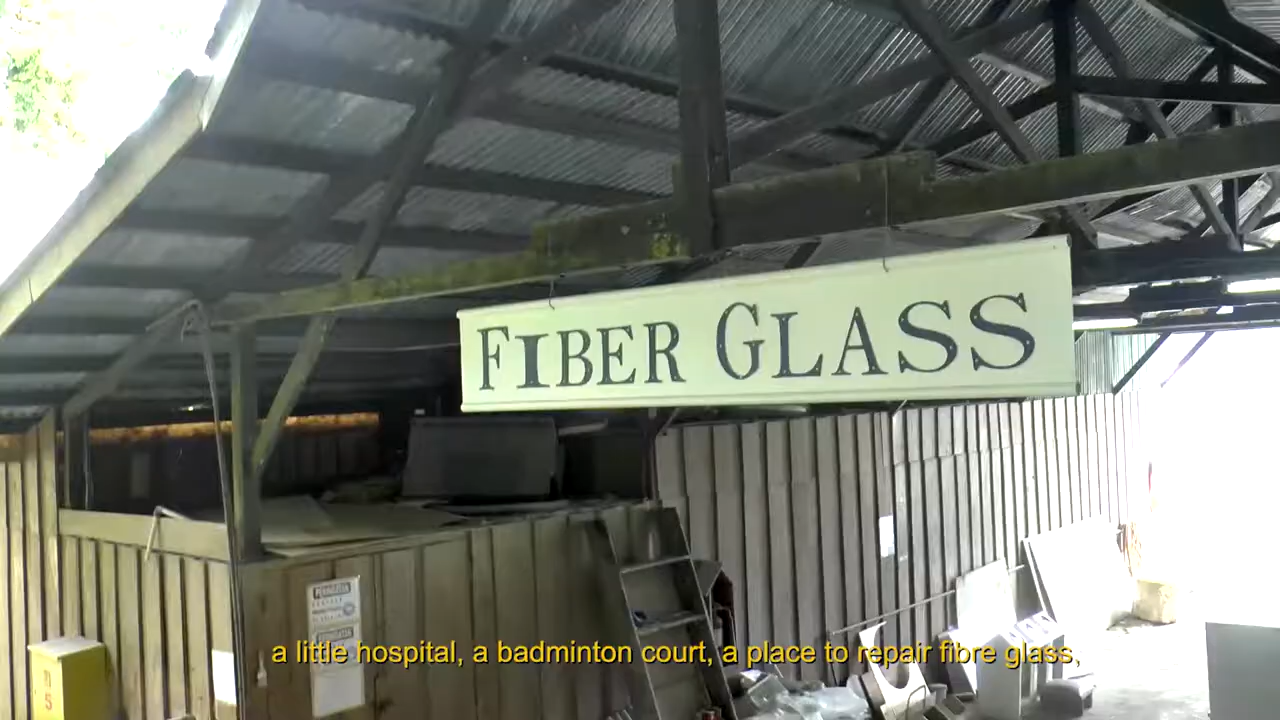 FIBER GLASS
a little hospital, a badminton court, a place to repair fibre glass,